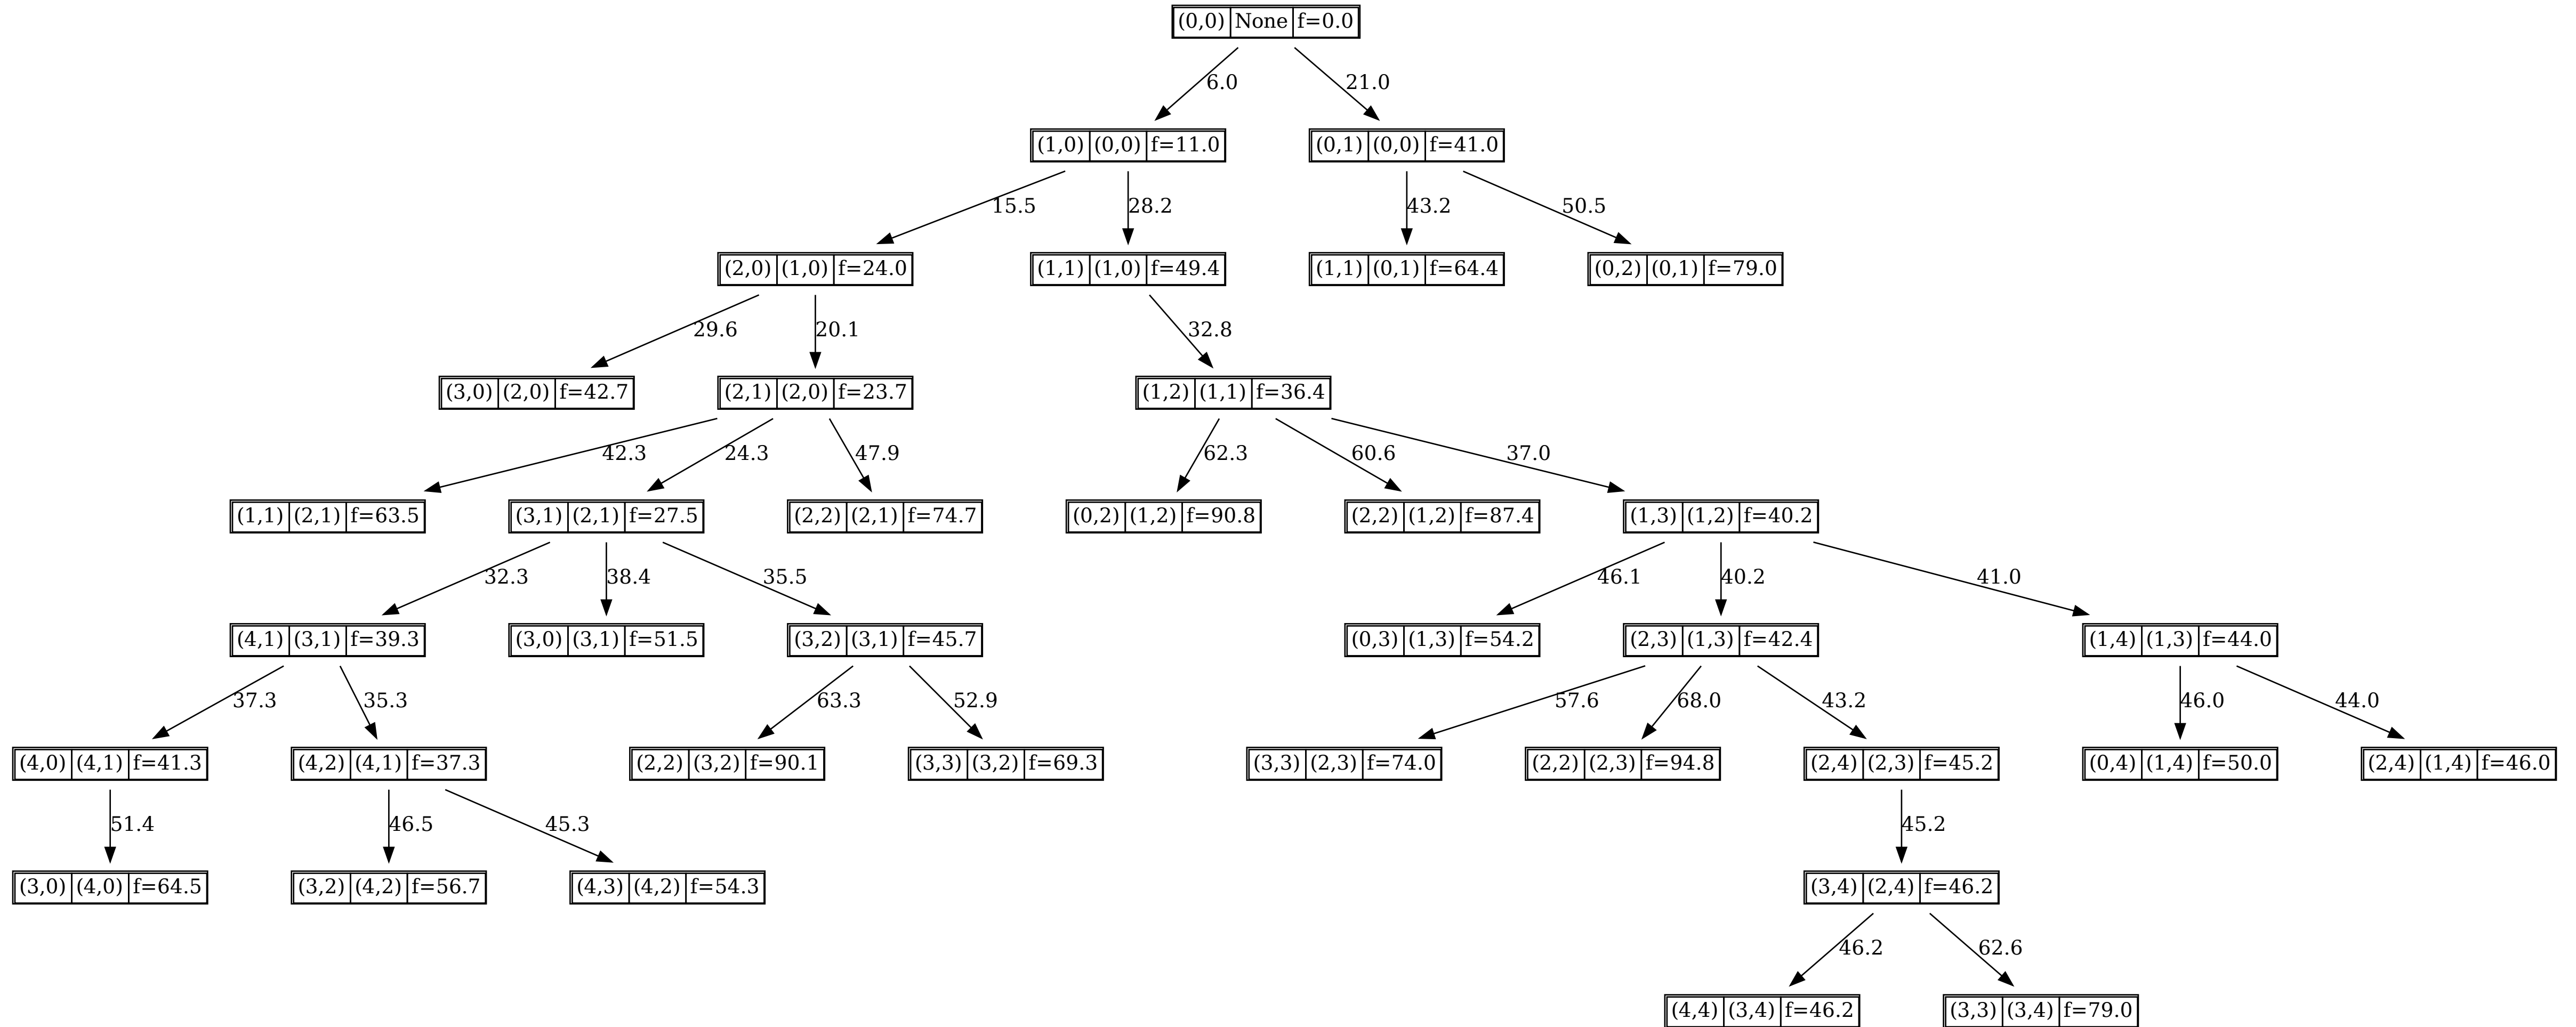 (0,0) None f=0.0
6.0 21.0
(1,0) (0,0) f=11.0 (0,1) (0,0) f=41.0
15.5 28.2 43.2 50.5
(2,0) (1,0) f=24.0 (1,1) (1,0) f=49.4 (1,1) (0,1) f=64.4 (0,2) (0,1) f=79.0
29.6 20.1 32.8
(3,0) (2,0) f=42.7 (2,1) (2,0) f=23.7 (1,2) (1,1) f=36.4
42.3 24.3 47.9 62.3 60.6 37.0
(1,1) (2,1) f=63.5 (3,1) (2,1) f=27.5 (2,2) (2,1) f=74.7 (0,2) (1,2) f=90.8 (2,2) (1,2) f=87.4 (1,3) (1,2) f=40.2
32.3 38.4 35.5 46.1 40.2 41.0
(4,1) (3,1) f=39.3 (3,0) (3,1) f=51.5 (3,2) (3,1) f=45.7 (0,3) (1,3) f=54.2 (2,3) (1,3) f=42.4 (1,4) (1,3) f=44.0
37.3 35.3 63.3 52.9 57.6 68.0 43.2 46.0 44.0
(4,0) (4,1) f=41.3 (4,2) (4,1) f=37.3 (2,2) (3,2) f=90.1 (3,3) (3,2) f=69.3 (3,3) (2,3) f=74.0 (2,2) (2,3) f=94.8 (2,4) (2,3) f=45.2 (0,4) (1,4) f=50.0 (2,4) (1,4) f=46.0
51.4 46.5 45.3 45.2
(3,0) (4,0) f=64.5 (3,2) (4,2) f=56.7 (4,3) (4,2) f=54.3 (3,4) (2,4) f=46.2
46.2 62.6
(4,4) (3,4) f=46.2 (3,3) (3,4) f=79.0